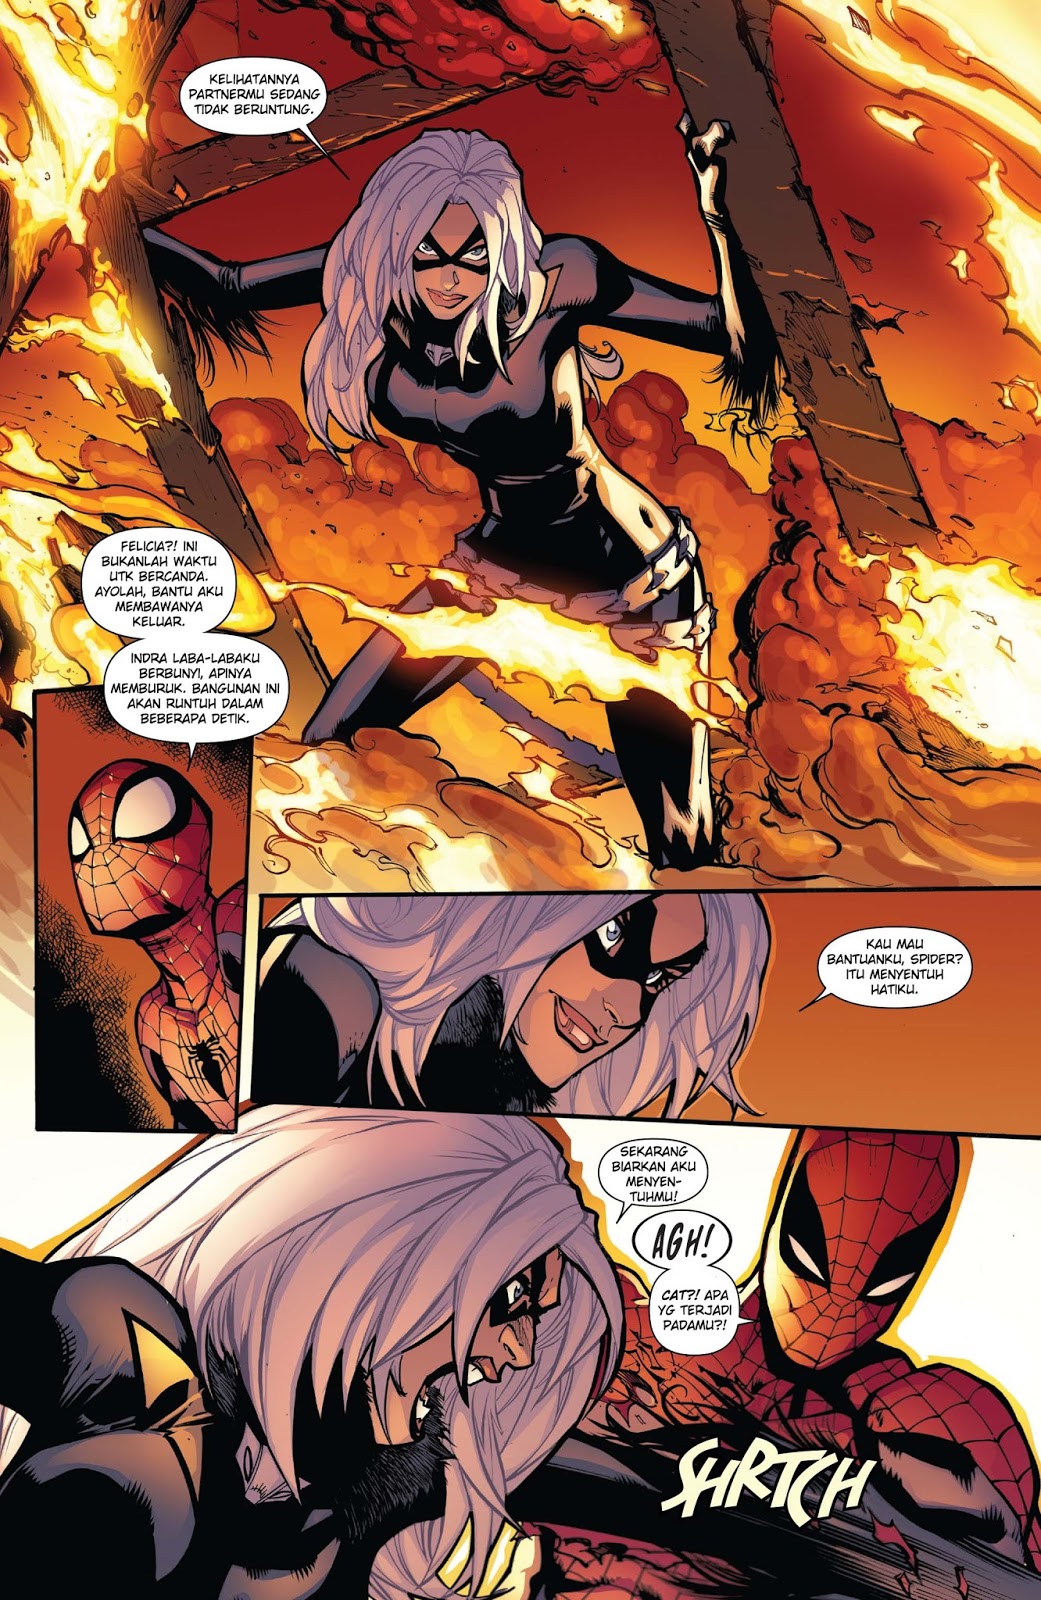 KELIHATANNYA
PARTNERMU SEDANG
TIDAK BERUNTUNG.
FELICIA?! INI
BUKANLAH WAKTU
UTK BERCANDA.
AYOLAH, BANTU AKU
MEMBAWANYA
KELUAR.
INDRA LABA-LABAKU
BERBUNYI, APINYA
MEMBURUK. BANGUNAN INI
AKAN RUNTUH DALAM
BEBERAPA DETIK.
KAU MAU
BANTUANKU, SPIDER?
ITU MENYENTUH
HATIKU.
SEKARANG
BIARKAN AKU
MENYEN-
TUHMU!
AGH!
CAT?! APA
YG TERJADI
PADAMU?!
SHRTCH